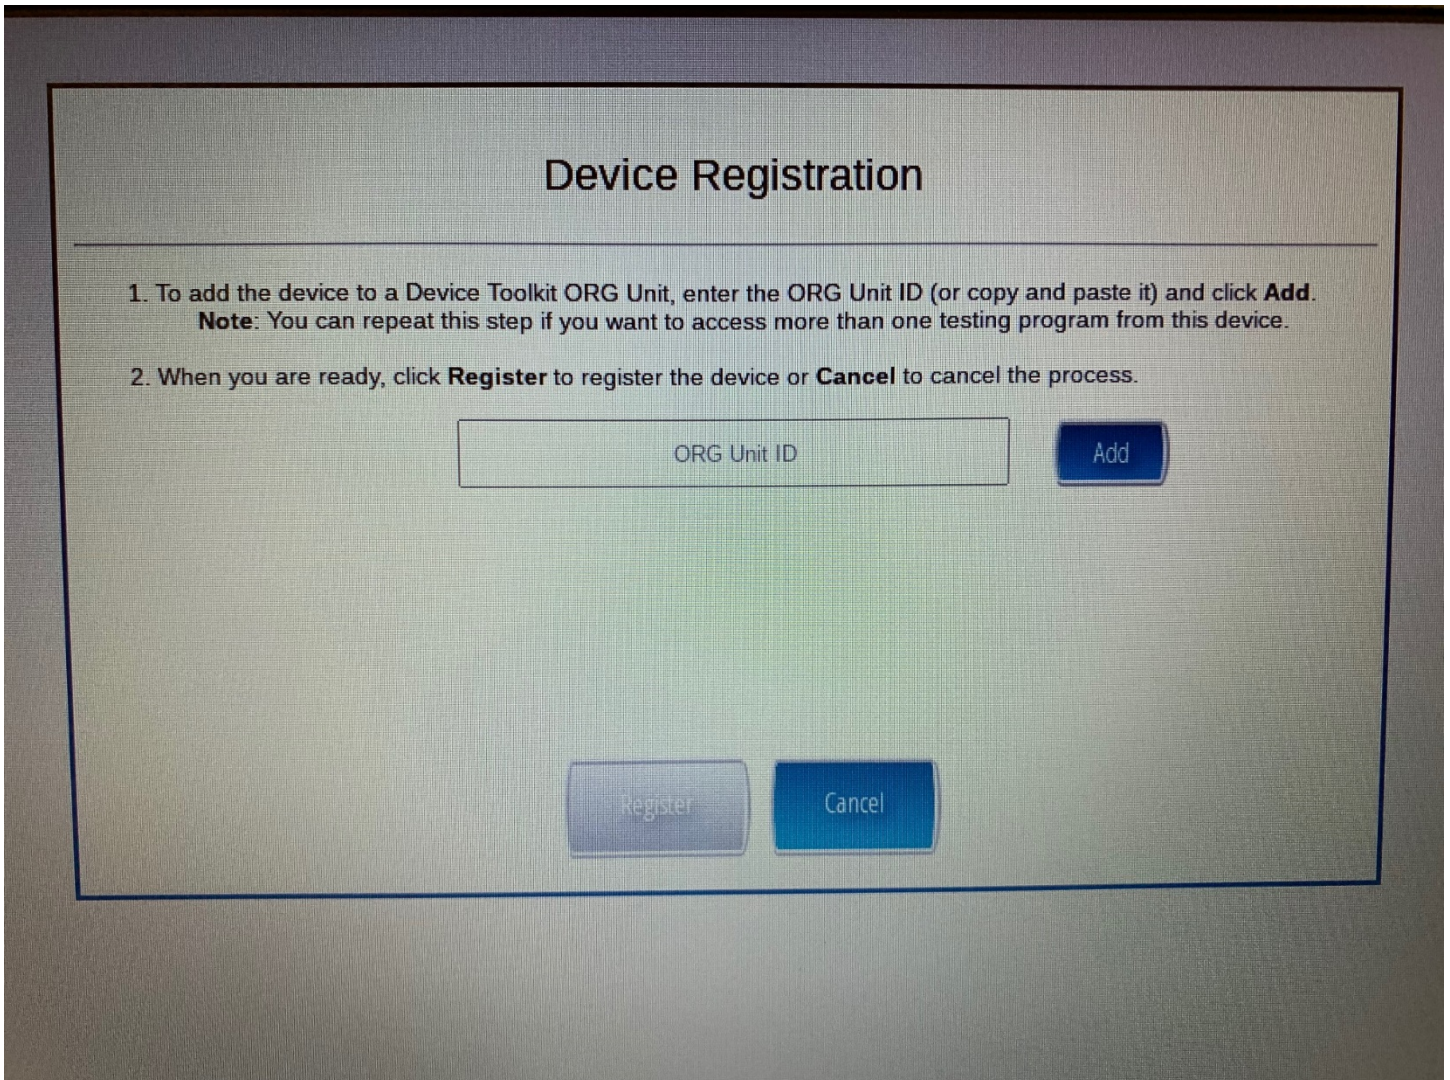 Device Registration
1. To add the device to a Device Toolkit ORG Unit, enter the ORG Unit ID (or copy and paste it) and click Add.
Note: You can repeat this step if you want to access more than one testing program from this device.
2. When you are ready, click Register to register the device or Cancel to cancel the process.
ORG Unit ID
Add
Register
Cancel